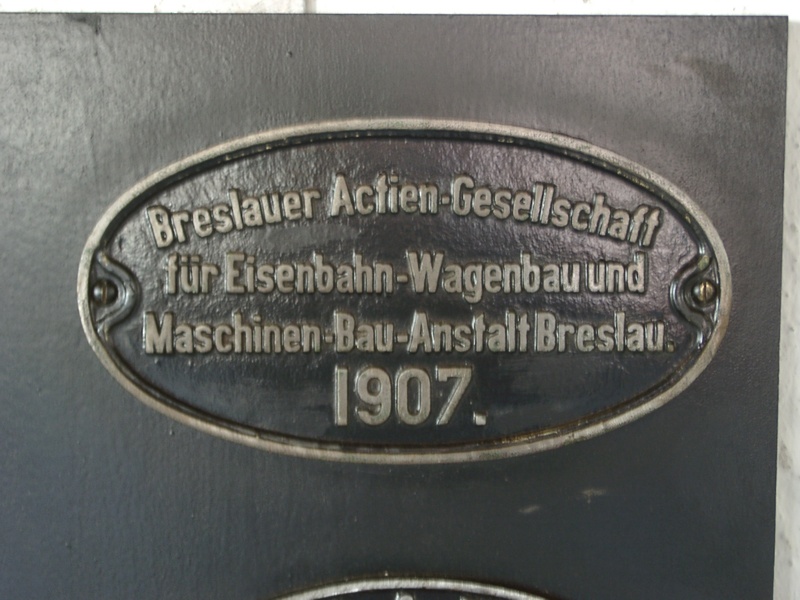 Breslauer Actien-Gesellschaft
für Eisenbahn-Wagenbau und
Maschinen-Bau-Anstalt Breslau.
1907.